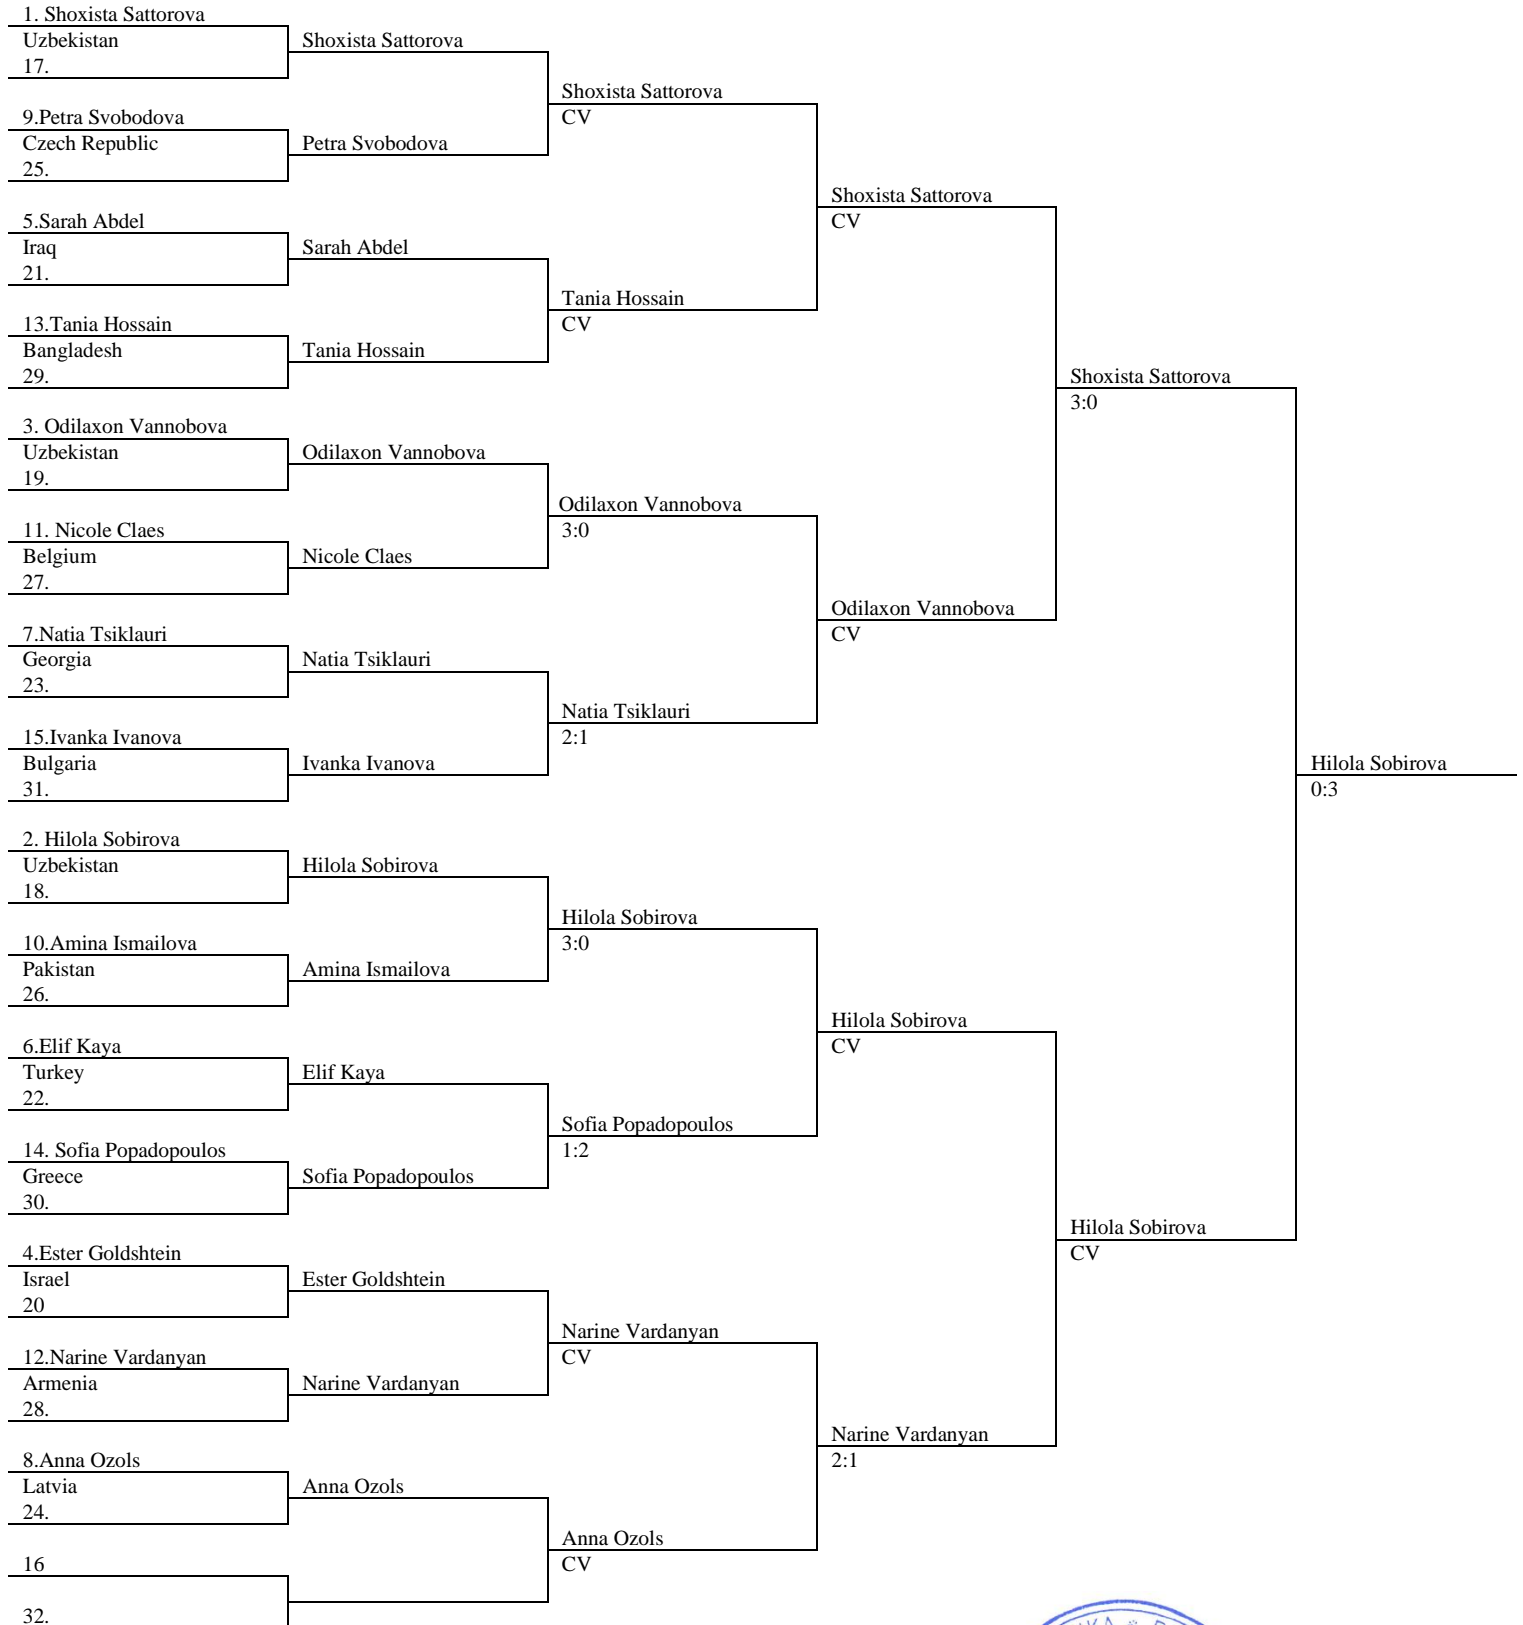 1. Shoxista Sattorova
Uzbekistan
17.
9.Petra Svobodova
Czech Republic
25.
5.Sarah Abdel
Iraq
21.
13.Tania Hossain
Bangladesh
29.
3. Odilaxon Vannobova
Uzbekistan
19.
11. Nicole Claes
Belgium
27.
7.Natia Tsiklauri
Georgia
23.
15.Ivanka Ivanova
Bulgaria
31.
2. Hilola Sobirova
Uzbekistan
18.
10.Amina Ismailova
Pakistan
26.
6.Elif Kaya
Turkey
22.
14. Sofia Popadopoulos
Greece
30.
4.Ester Goldshtein
Israel
20
12.Narine Vardanyan
Armenia
28.
8.Anna Ozols
Latvia
24.
16
32.
Shoxista Sattorova
Petra Svobodova
Sarah Abdel
Tania Hossain
Odilaxon Vannobova
Nicole Claes
Natia Tsiklauri
Ivanka Ivanova
Hilola Sobirova
Amina Ismailova
Elif Kaya
Sofia Popadopoulos
Ester Goldshtein
Narine Vardanyan
Anna Ozols
Shoxista Sattorova
CV
Tania Hossain
CV
Odilaxon Vannobova
3:0
Natia Tsiklauri
2:1
Hilola Sobirova
3:0
Sofia Popadopoulos
1:2
Narine Vardanyan
CV
Anna Ozols
CV
Shoxista Sattorova
CV
Odilaxon Vannobova
CV
Hilola Sobirova
CV
Narine Vardanyan
2:1
Shoxista Sattorova
3:0
Hilola Sobirova
CV
Hilola Sobirova
0:3